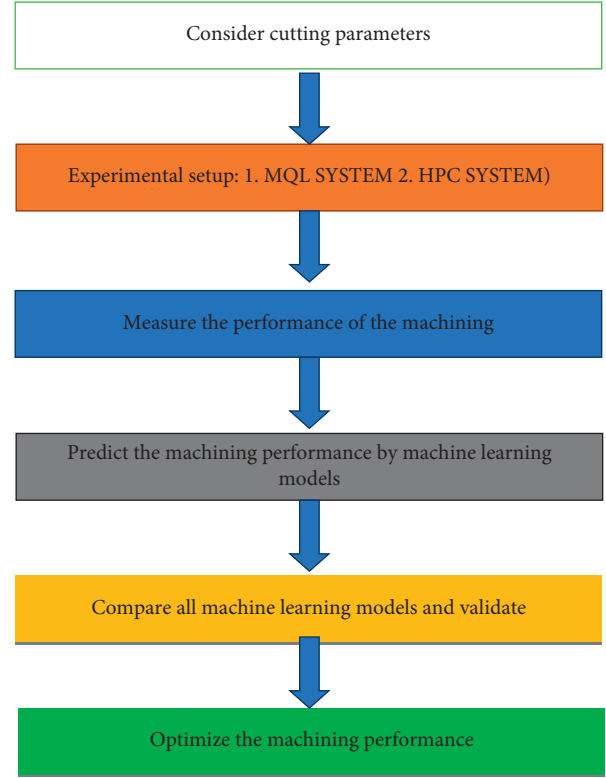 Consider cutting parameters
Experimental setup: 1. MQL SYSTEM 2. HPC SYSTEM)
Measure the performance of the machining
Predict the machining performance by machine learning
models
Compare all machine learning models and validate
Optimize the machining performance